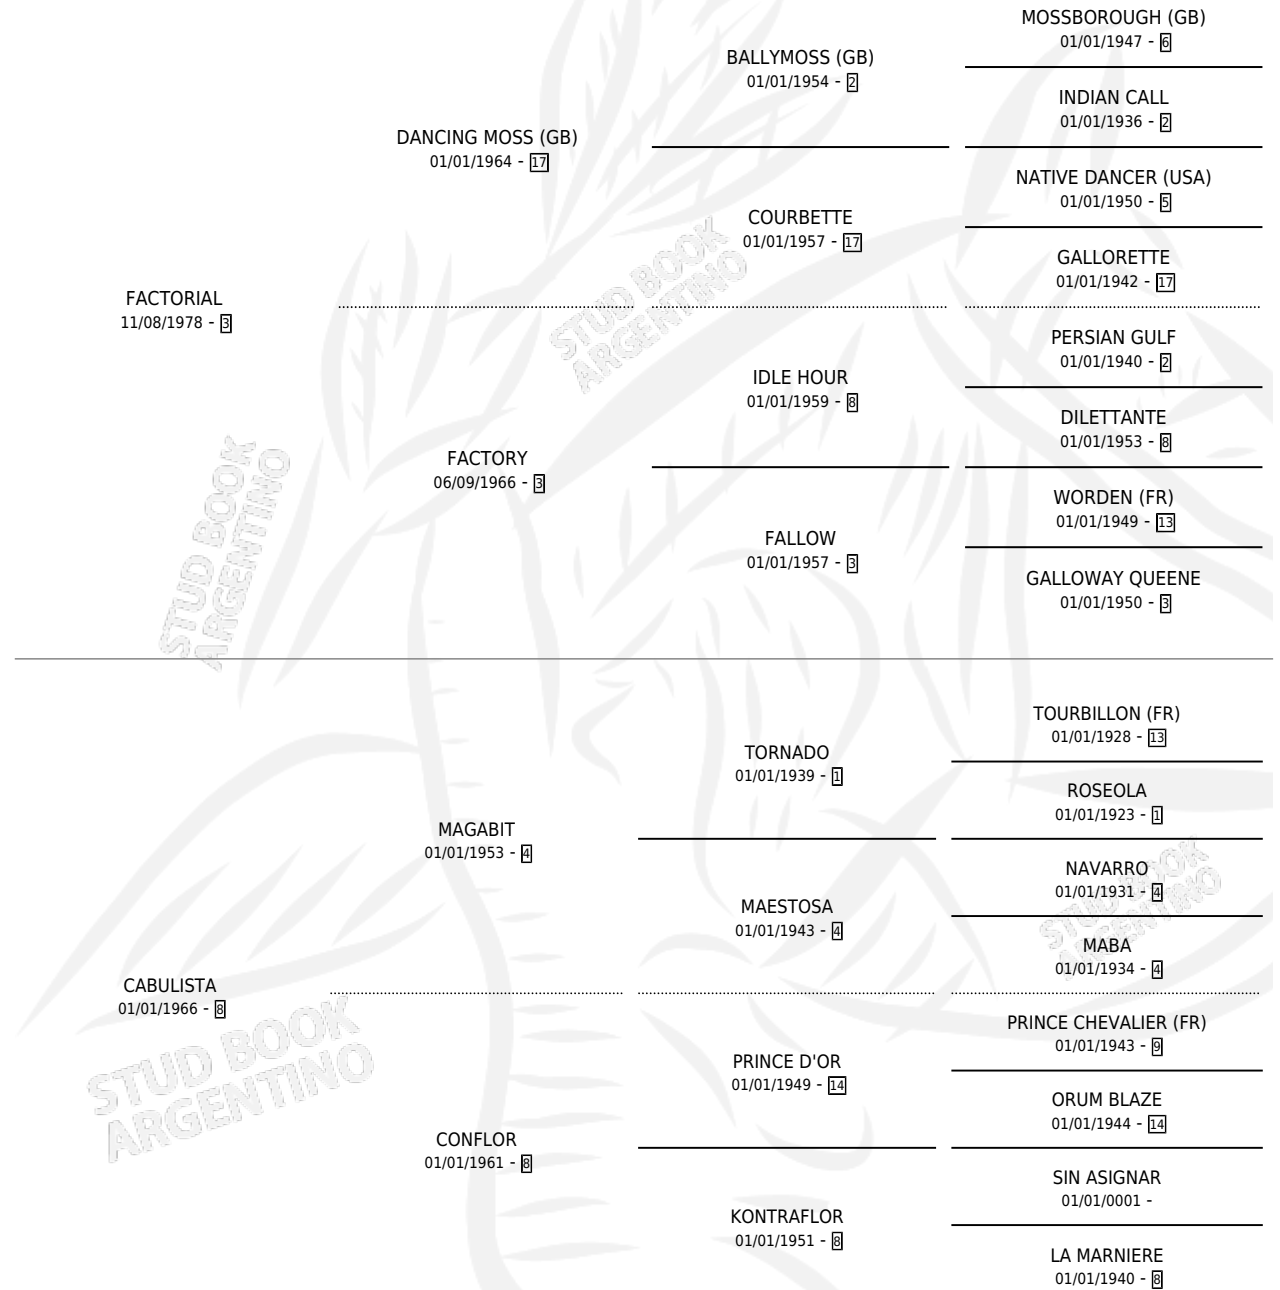 MOSSBOROUGH (GB)
01/01/1947 - 6
BALLYMOSS (GB)
01/01/1954 - 2
INDIAN CALL
01/01/1936 - 2
DANCING MOSS (GB)
01/01/1964 - 17
NATIVE DANCER (USA)
01/01/1950 - 5
COURBETTE
01/01/1957 - 17
GALLORETTE
01/01/1942 - 17
FACTORIAL
11/08/1978 - 3
STUD BOOK
ARGENTINO
PERSIAN GULF
01/01/1940 - 2
IDLE HOUR
01/01/1959 - 8
DILETTANTE
01/01/1953 - 8
FACTORY
06/09/1966 - 3
WORDEN (FR)
01/01/1949 - 13
FALLOW
01/01/1957 - 3
GALLOWAY QUEENE
01/01/1950 - 3
STUD BOOK
ARGENTINO
TOURBILLON (FR)
01/01/1928 - 13
TORNADO
01/01/1939 - 1
ROSEOLA
01/01/1923 - 1
MAGABIT
01/01/1953 - 4
NAVARRO
01/01/1931 - 4
MAESTOSA
01/01/1943 - 4
MABA
01/01/1934 - 4
STUD BOOK
ARGENTINO
CABULISTA
01/01/1966 - 8
PRINCE CHEVALIER (FR)
01/01/1943 - 9
PRINCE D'OR
01/01/1949 - 14
ORUM BLAZE
01/01/1944 - 14
STUD BOOK
ARGENTINO
CONFLOR
01/01/1961 - 8
SIN ASIGNAR
01/01/0001 -
KONTRAFLOR
01/01/1951 - 8
LA MARNIERE
01/01/1940 - 8